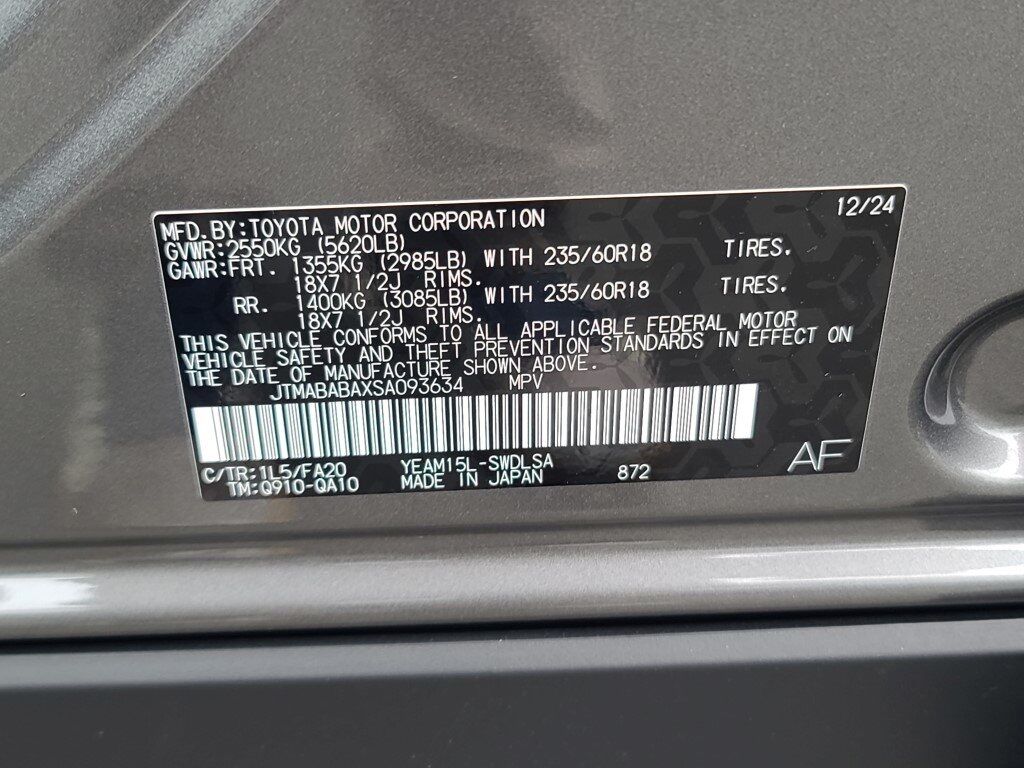 MFD.BY:TOYOTA MOTOR CORPORATION 12/24
GVWR:2550KG (5620LB)
GAWR:FRT. 1355KG (2985LB) WITH 235/60R18 TIRES.
18X7 1/2J RIMS.
RR. 1400KG (3085LB) WITH 235/60R18 TIRES.
18X7 1/2J RIMS.
THIS VEHICLE CONFORMS TO ALL APPLICABLE FEDERAL MOTOR
VEHICLE SAFETY AND THEFT PREVENTION STANDARDS IN EFFECT ON
THE DATE OF MANUFACTURE SHOWN ABOVE.
JTMABABAXSA093634 MPV
C/TR:1L5/FA20 YEAM15L-SWDLSA
TM:Q910-QA10 MADE IN JAPAN 872 AF